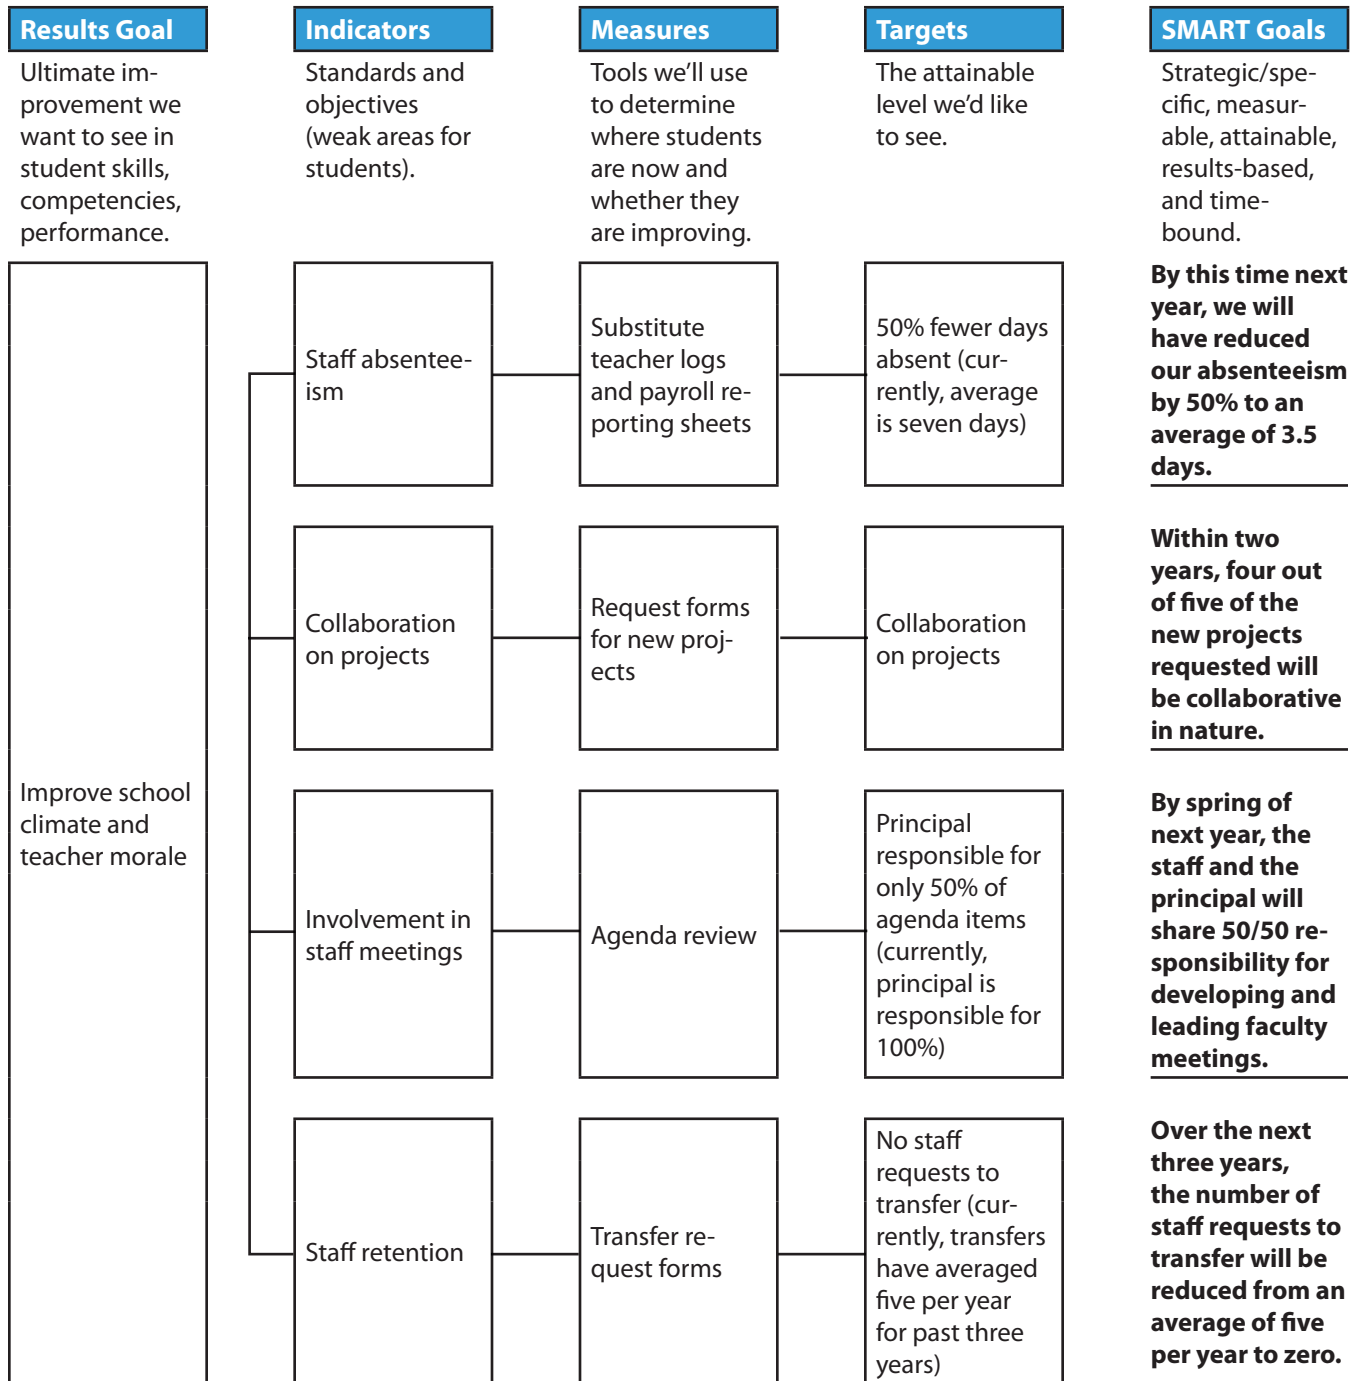 Results Goal
Indicators
Measures
Targets
SMART Goals
Ultimate im-
provement we
want to see in
student skills,
competencies,
performance.
Standards and
objectives
(weak areas for
students).
Tools we'll use
to determine
where students
are now and
whether they
are improving.
The attainable
level we'd like
to see.
Strategic/spe-
cific, measur-
able, attainable,
results-based,
and time-
bound.
Improve school
climate and
teacher morale
Staff absentee-
ism
Substitute
teacher logs
and payroll re-
porting sheets
50% fewer days
absent (cur-
rently, average
is seven days)
By this time next
year, we will
have reduced
our absenteeism
by 50% to an
average of 3.5
days.
Collaboration
on projects
Request forms
for new proj-
ects
Collaboration
on projects
Within two
years, four out
of five of the
new projects
requested will
be collaborative
in nature.
Involvement in
staff meetings
Agenda review
Principal
responsible for
only 50% of
agenda items
(currently,
principal is
responsible for
100%)
By spring of
next year, the
staff and the
principal will
share 50/50 re-
sponsibility for
developing and
leading faculty
meetings.
Staff retention
Transfer re-
quest forms
No staff
requests to
transfer (cur-
rently, transfers
have averaged
five per year
for past three
years)
Over the next
three years,
the number of
staff requests to
transfer will be
reduced from an
average of five
per year to zero.